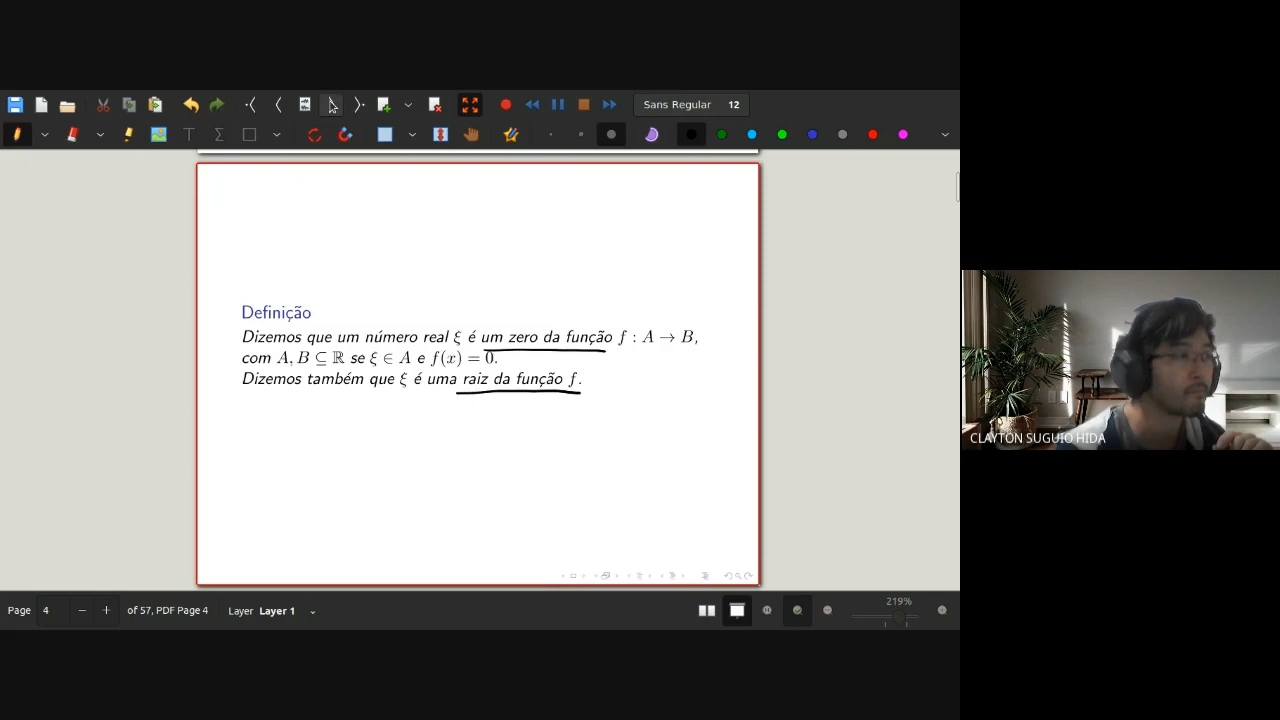 Sans Regular 12
Definição
Dizemos que um número real ξ é um zero da função f : A → B,
com A, B ⊆ ℝ se ξ ∈ A e f(x) = 0.
Dizemos também que ξ é uma raiz da função f.
CLAYTON SUGUIO HIDA
Page 4 − + of 57, PDF Page 4 Layer Layer 1
219%